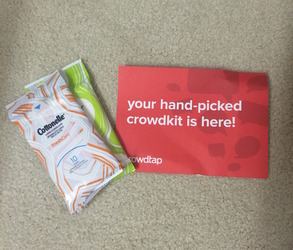 Cottonelle
10
your hand-picked
crowdkit is here!
rowdtap